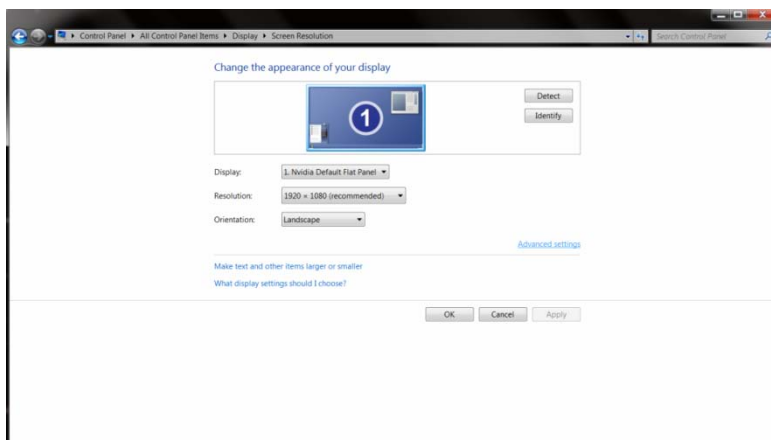 Control Panel ▸ All Control Panel Items ▸ Display ▸ Screen Resolution
Search Control Panel
Change the appearance of your display
1
Detect
Identify
Display: 1. Nvidia Default Flat Panel
Resolution: 1920 × 1080 (recommended)
Orientation: Landscape
Advanced settings
Make text and other items larger or smaller
What display settings should I choose?
OK Cancel Apply